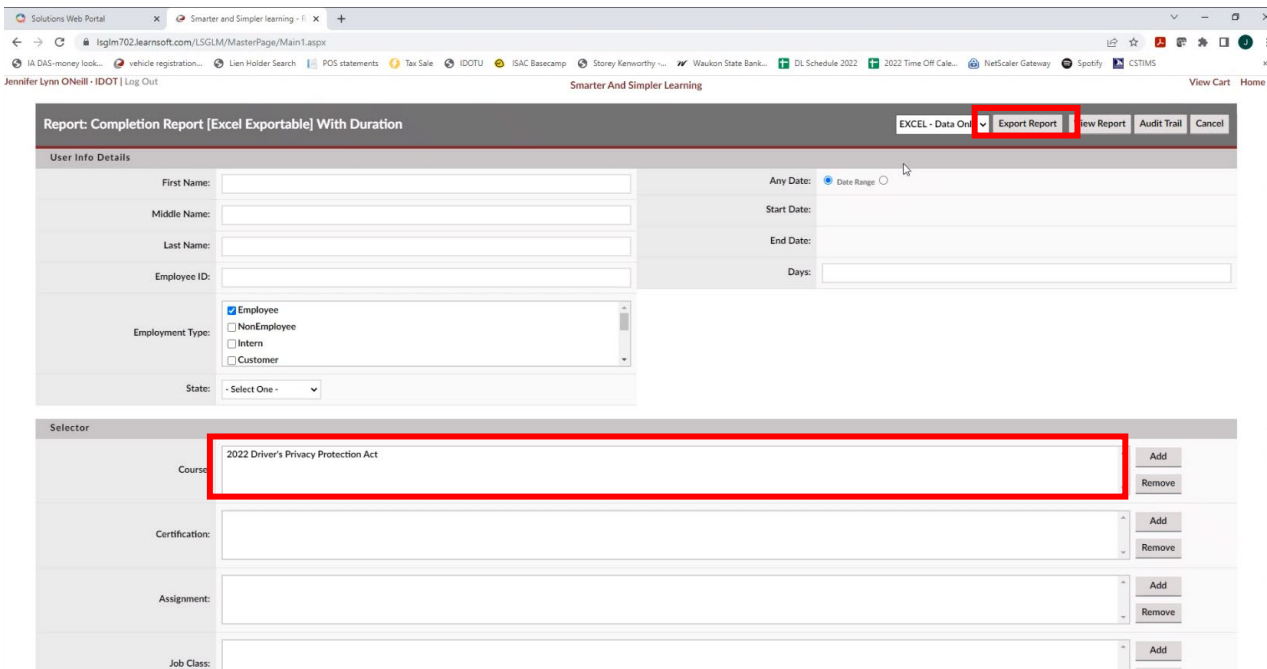 Solutions Web Portal
Smarter and Simpler learning - R
lsglm702.learnsoft.com/LSGLM/MasterPage/Main1.aspx
J
IA DAS-money look... vehicle registration... Lien Holder Search POS statements Tax Sale IDOTU ISAC Basecamp Storey Kenworthy -... Waukon State Bank... DL Schedule 2022 2022 Time Off Cale... NetScaler Gateway Spotify CSTIMS
Jennifer Lynn ONeill - IDOT | Log Out Smarter And Simpler Learning View Cart Home
Report: Completion Report [Excel Exportable] With Duration EXCEL - Data Onl Export Report iew Report Audit Trail Cancel
User Info Details
First Name: Any Date: Date Range
Middle Name: Start Date:
Last Name: End Date:
Employee ID: Days:
Employment Type:
Employee
NonEmployee
Intern
Customer
State: - Select One -
Selector
Course 2022 Driver's Privacy Protection Act Add
Remove
Certification: Add
Remove
Assignment: Add
Remove
Job Class: Add